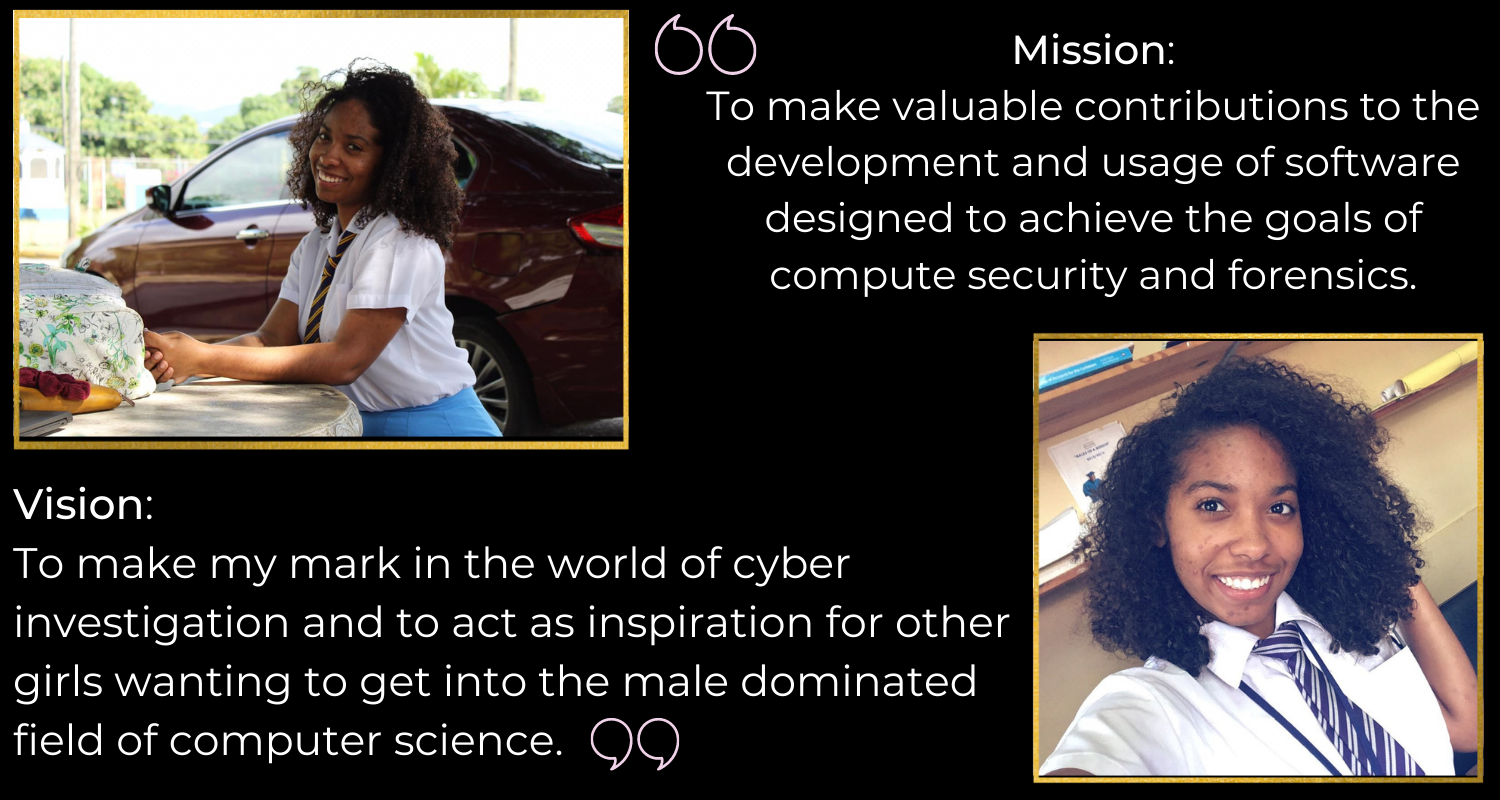 Mission:
To make valuable contributions to the
development and usage of software
designed to achieve the goals of
compute security and forensics.
Vision:
To make my mark in the world of cyber
investigation and to act as inspiration for other
girls wanting to get into the male dominated
field of computer science.